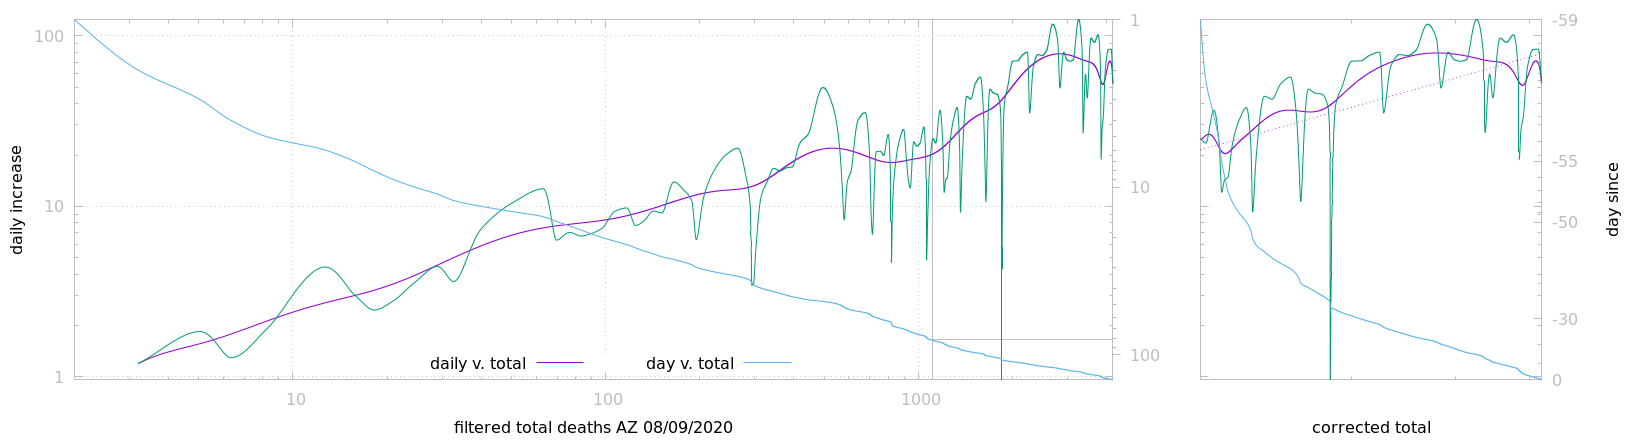 100
10
1
daily increase
daily v. total
day v. total
10
100
1000
filtered total deaths AZ 08/09/2020
1
10
100
-59
-55
-50
-30
0
day since
corrected total